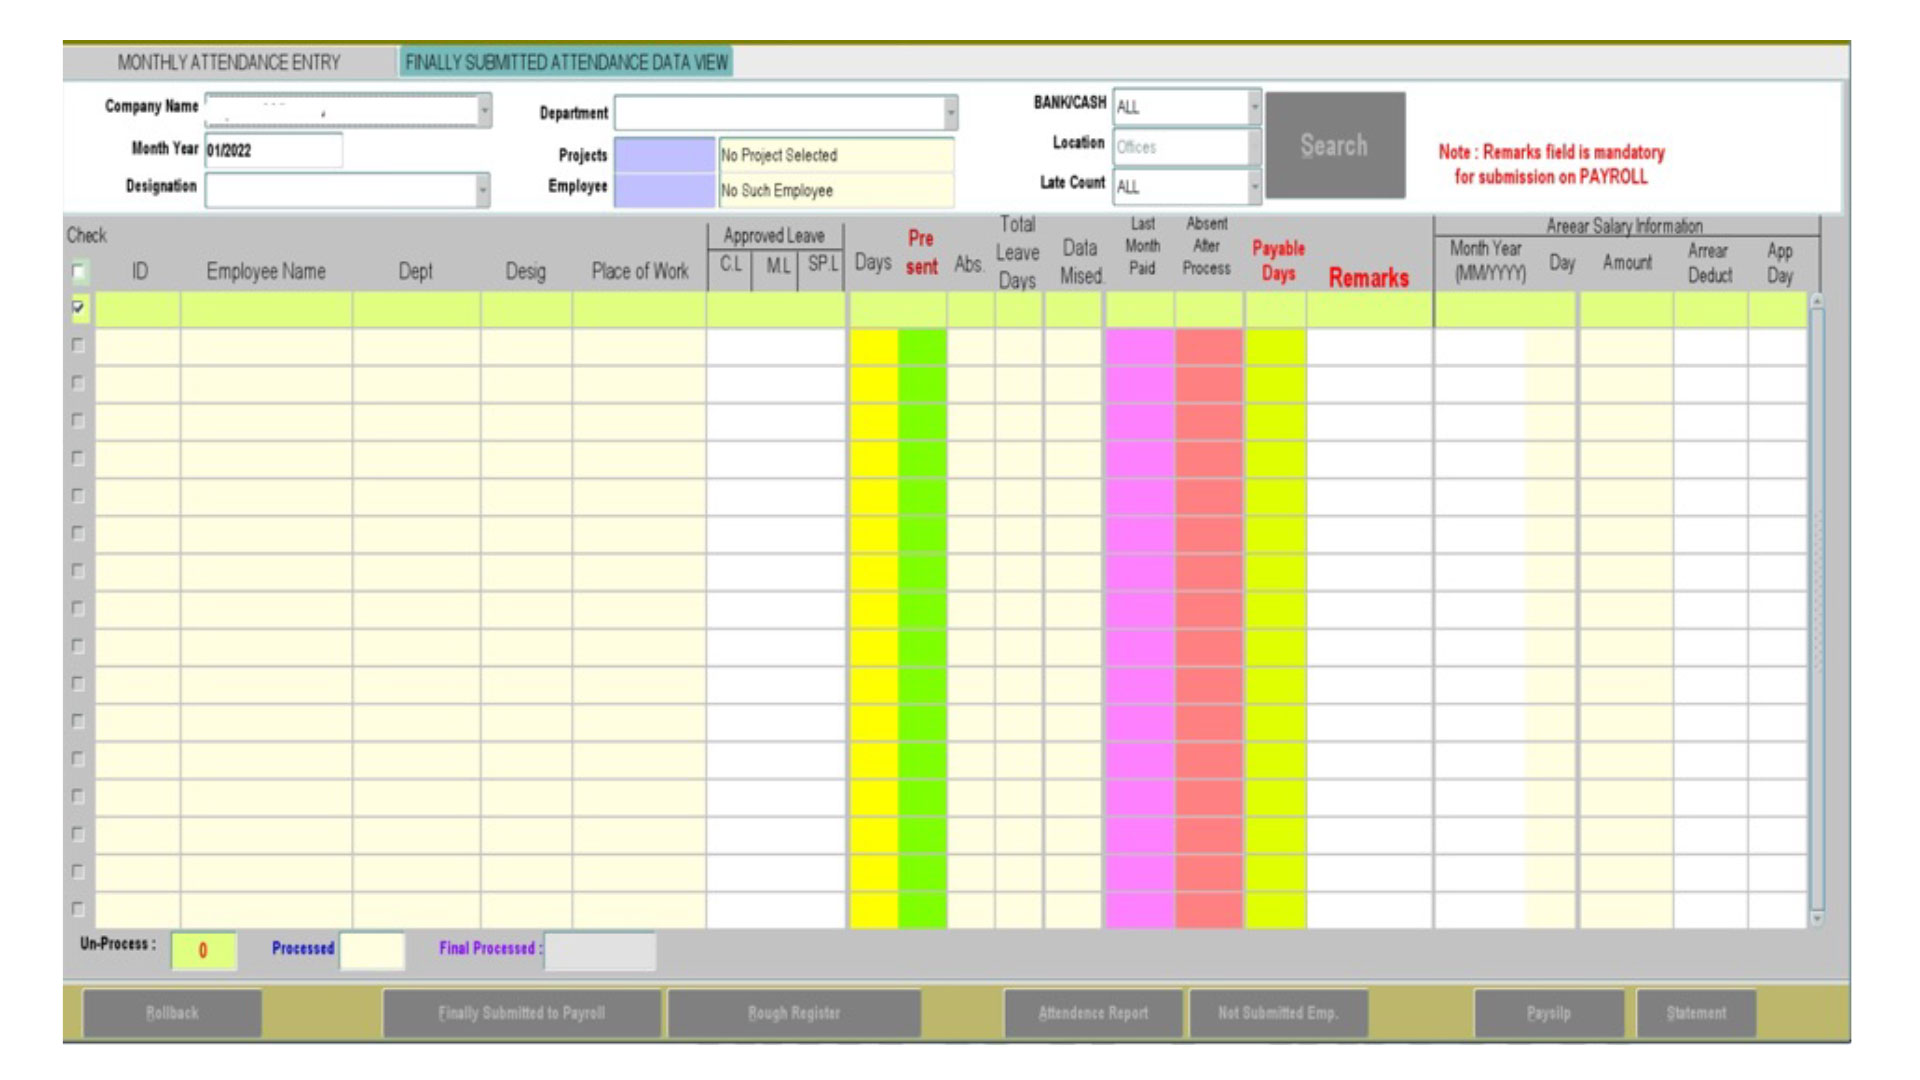 MONTHLY ATTENDANCE ENTRY
FINALLY SUBMITTED ATTENDANCE DATA VIEW
Company Name
Department
BANK/CASH ALL
Month Year 01/2022
Projects No Project Selected
Location Offices
Designation
Employee No Such Employee
Late Count ALL
Search
Note : Remarks field is mandatory
for submission on PAYROLL
Check
ID
Employee Name
Dept
Desig
Place of Work
Approved Leave
C.L M.L SP.L
Days
Pre
sent
Abs.
Total
Leave
Days
Data
Mised.
Last
Month
Paid
Absent
After
Process
Payable
Days
Remarks
Areear Salary Information
Month Year
(MM/YYYY)
Day
Amount
Arrear
Deduct
App
Day
Un-Process : 0
Processed
Final Processed :
Rollback
Finally Submitted to Payroll
Rough Register
Attendence Report
Not Submitted Emp.
Payslip
Statement